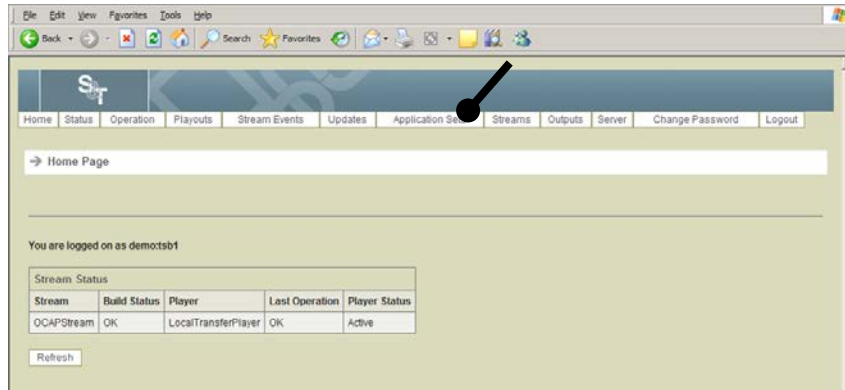 File Edit View Favorites Tools Help
Back Search Favorites
S&T
Home Status Operation Playouts Stream Events Updates Application Sets Streams Outputs Server Change Password Logout
Home Page
You are logged on as demo:tsb1
Stream Status
Stream Build Status Player Last Operation Player Status
OCAPStream OK LocalTransferPlayer OK Active
Refresh